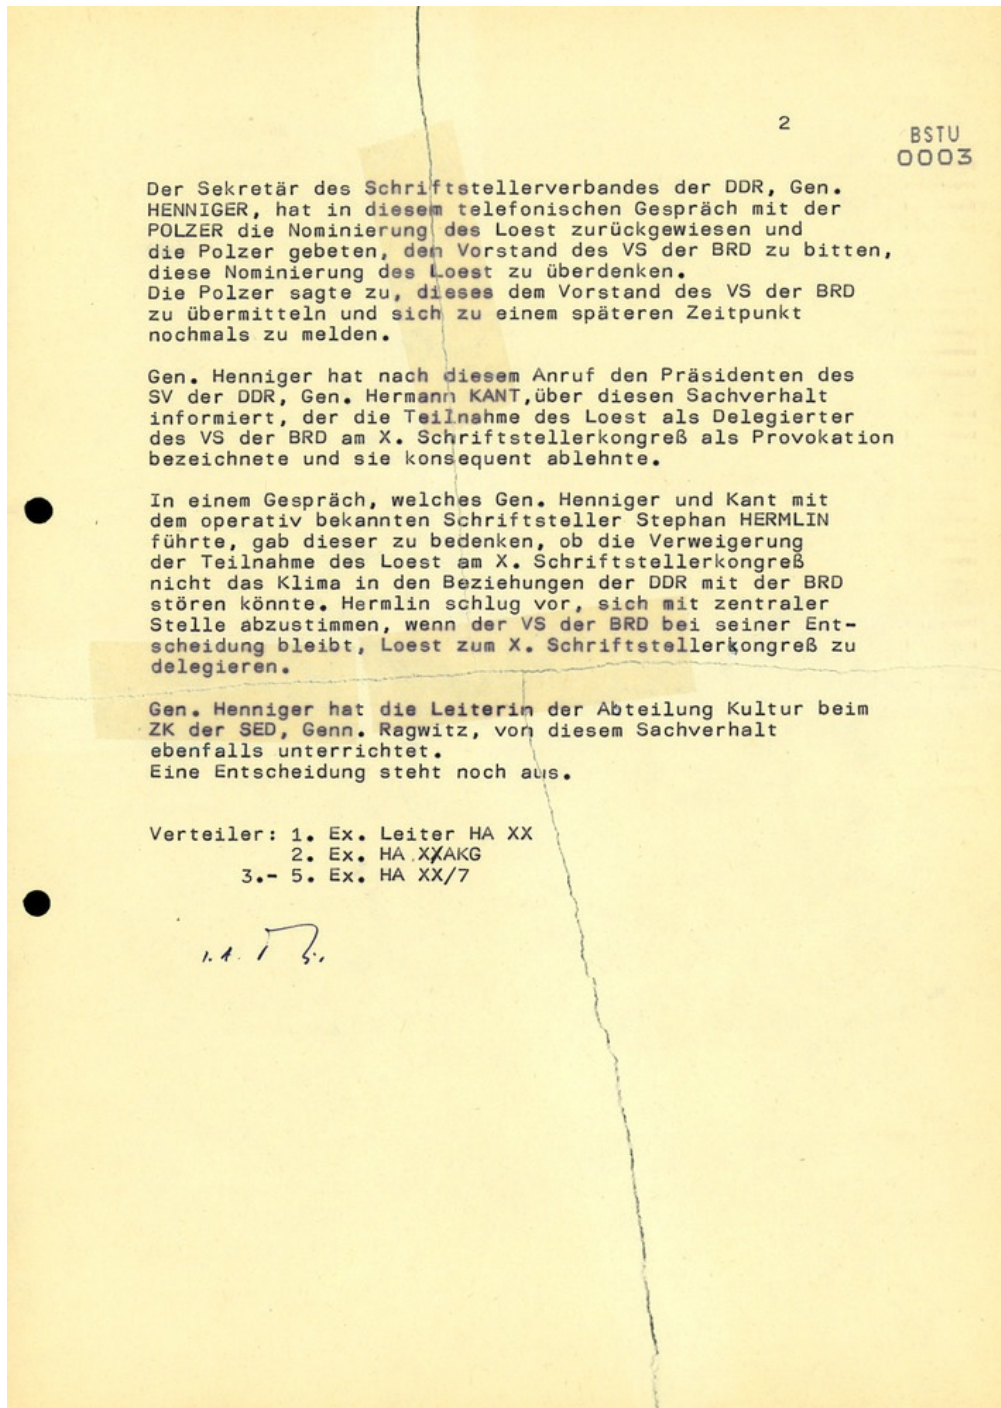 2
BSTU
0003
Der Sekretär des Schriftstellerverbandes der DDR, Gen.
HENNIGER, hat in diesem telefonischen Gespräch mit der
POLZER die Nominierung des Loest zurückgewiesen und
die Polzer gebeten, den Vorstand des VS der BRD zu bitten,
diese Nominierung des Loest zu überdenken.
Die Polzer sagte zu, dieses dem Vorstand des VS der BRD
zu übermitteln und sich zu einem späteren Zeitpunkt
nochmals zu melden.
Gen. Henniger hat nach diesem Anruf den Präsidenten des
SV der DDR, Gen. Hermann KANT,über diesen Sachverhalt
informiert, der die Teilnahme des Loest als Delegierter
des VS der BRD am X. Schriftstellerkongreß als Provokation
bezeichnete und sie konsequent ablehnte.
In einem Gespräch, welches Gen. Henniger und Kant mit
dem operativ bekannten Schriftsteller Stephan HERMLIN
führte, gab dieser zu bedenken, ob die Verweigerung
der Teilnahme des Loest am X. Schriftstellerkongreß
nicht das Klima in den Beziehungen der DDR mit der BRD
stören könnte. Hermlin schlug vor, sich mit zentraler
Stelle abzustimmen, wenn der VS der BRD bei seiner Ent-
scheidung bleibt, Loest zum X. Schriftstellerkongreß zu
delegieren.
Gen. Henniger hat die Leiterin der Abteilung Kultur beim
ZK der SED, Genn. Ragwitz, von diesem Sachverhalt
ebenfalls unterrichtet.
Eine Entscheidung steht noch aus.
Verteiler: 1. Ex. Leiter HA XX
2. Ex. HA XX/AKG
3.- 5. Ex. HA XX/7